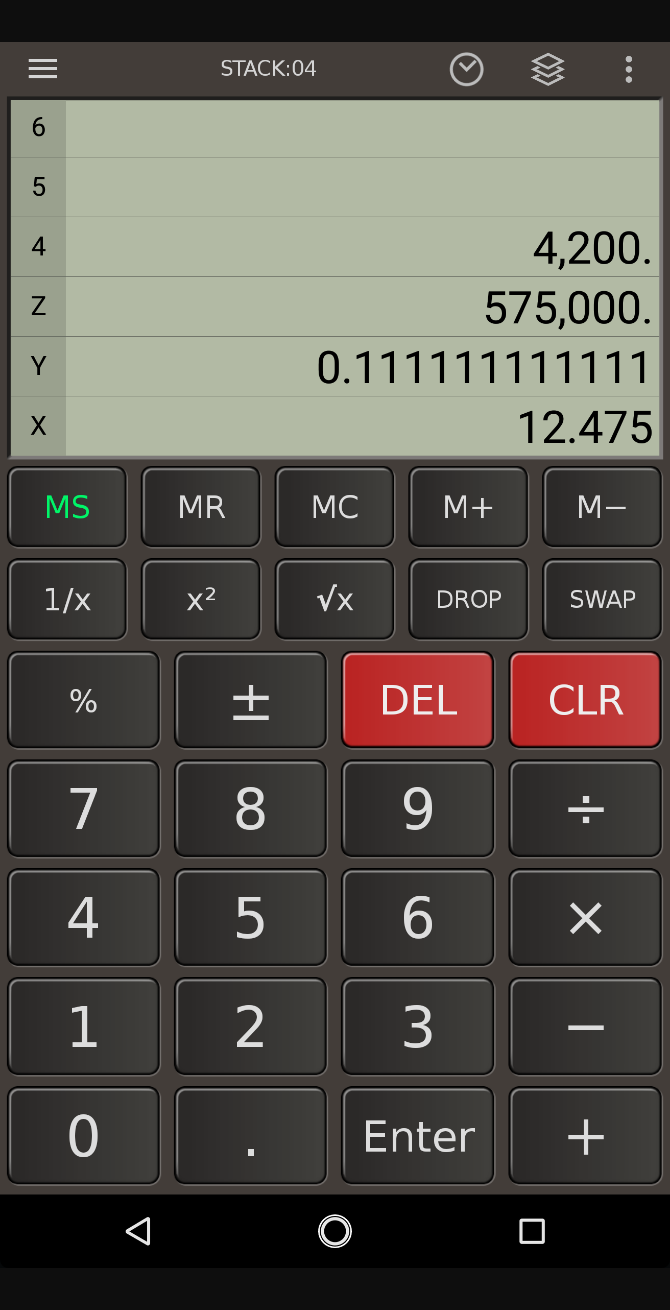 STACK:04
6
5
4 4,200.
Z 575,000.
Y 0.111111111111
X 12.475
MS MR MC M+ M−
1/x x² √x DROP SWAP
% ± DEL CLR
7 8 9 ÷
4 5 6 ×
1 2 3 −
0 . Enter +